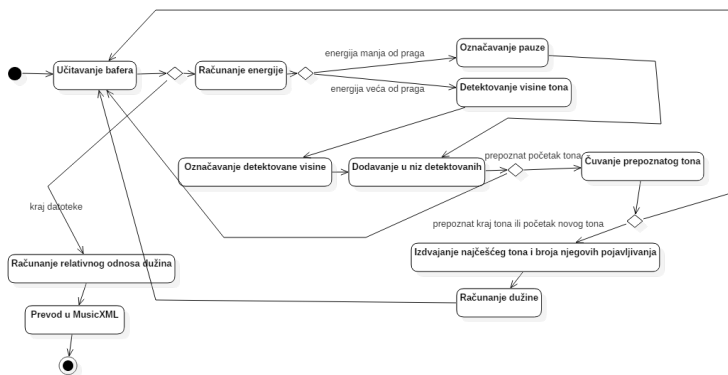 energija manja od praga
Označavanje pauze
Učitavanje bafera
Računanje energije
energija veća od praga
Detektovanje visine tona
prepoznat početak tona
Označavanje detektovane visine
Dodavanje u niz detektovanih
Čuvanje prepoznatog tona
kraj datoteke
prepoznat kraj tona ili početak novog tona
Izdvajanje najčešćeg tona i broja njegovih pojavljivanja
Računanje relativnog odnosa dužina
Računanje dužine
Prevod u MusicXML